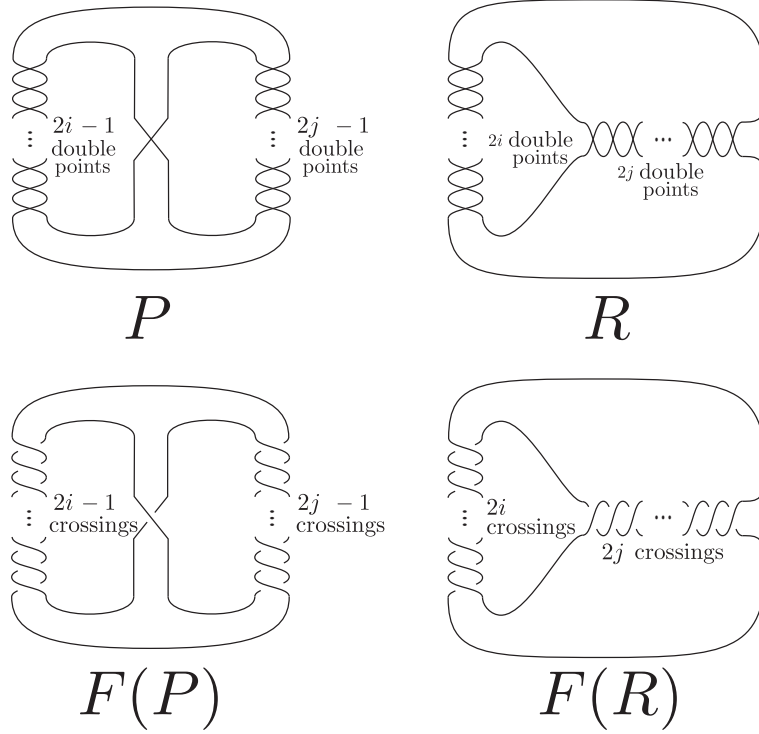 2i − 1
double
points
2j − 1
double
points
P
2i double
points
2j double
points
R
2i − 1
crossings
2j − 1
crossings
F(P)
2i
crossings
2j crossings
F(R)